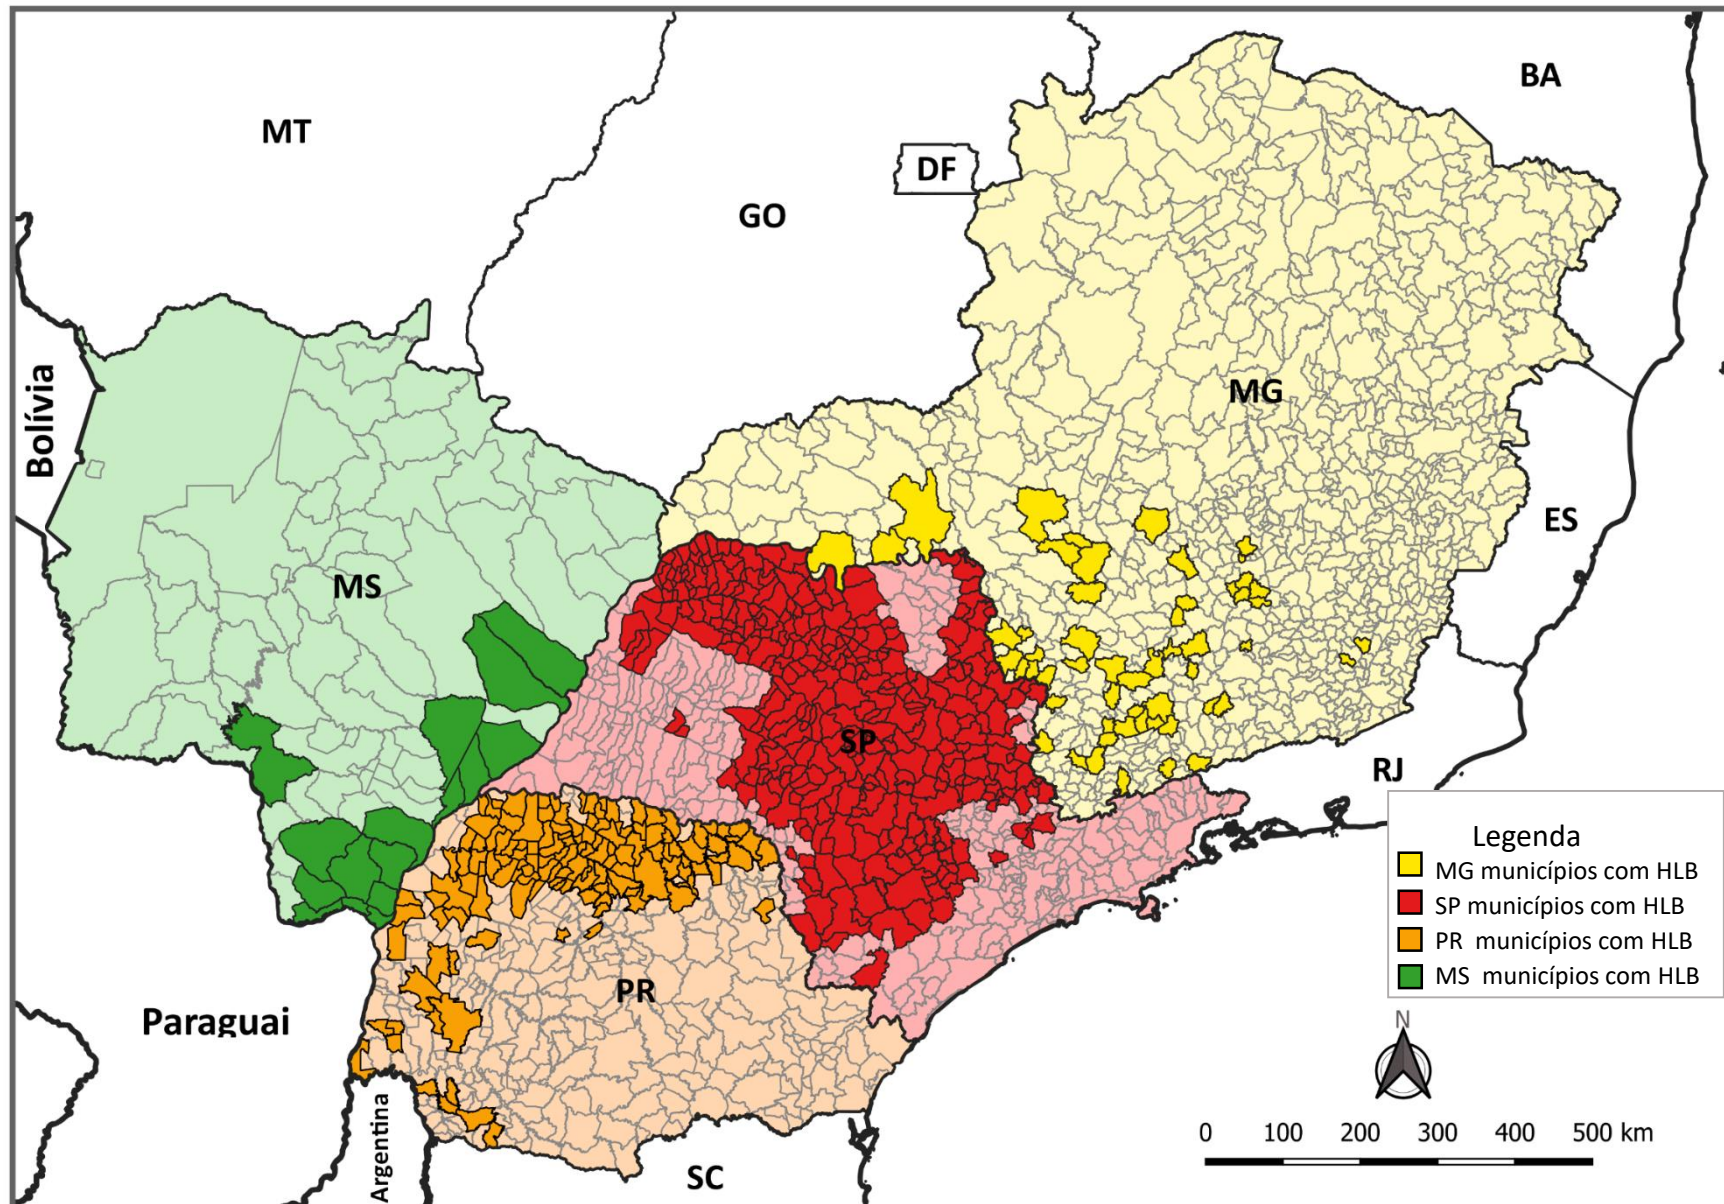 BA
MT
DF
GO
Bolívia
MG
ES
MS
SP
RJ
Legenda
MG municípios com HLB
SP municípios com HLB
PR municípios com HLB
MS municípios com HLB
PR
Paraguai
N
Argentina
SC
0 100 200 300 400 500 km